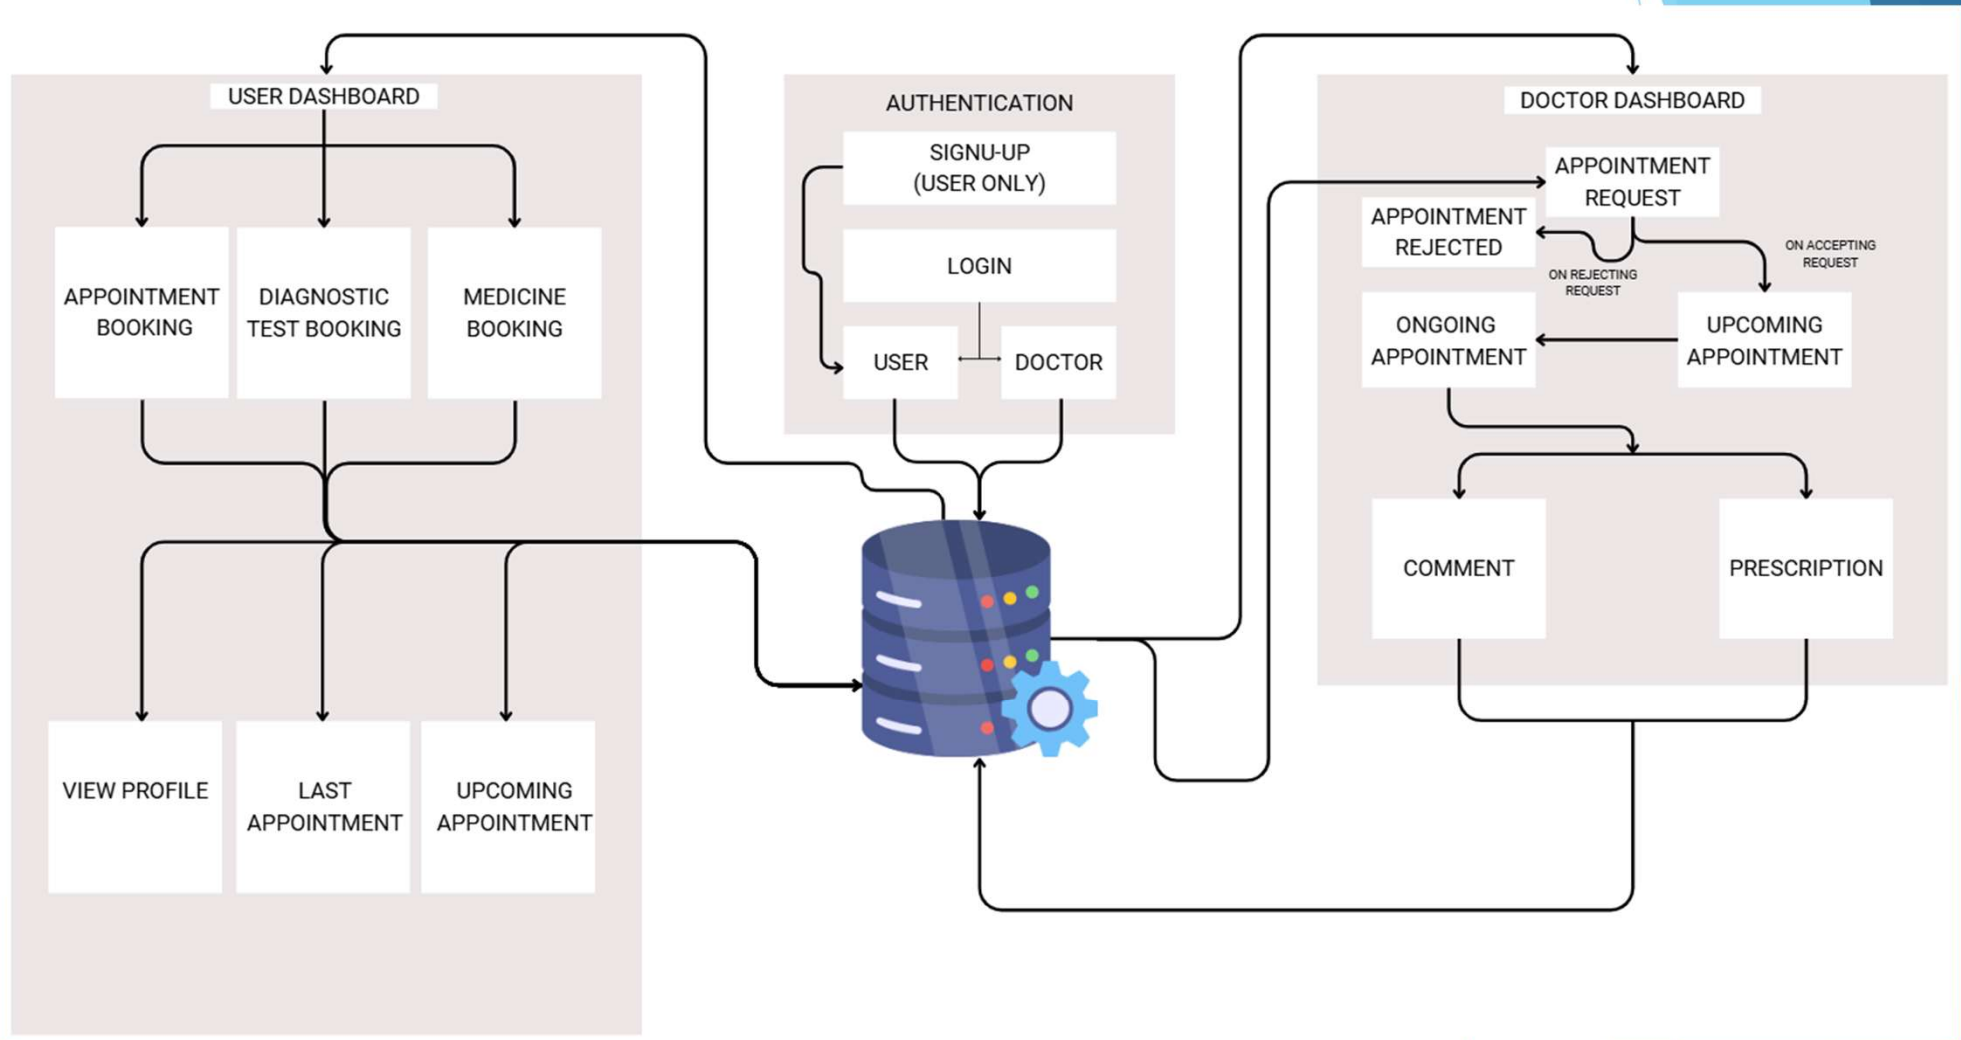 USER DASHBOARD
APPOINTMENT
BOOKING
DIAGNOSTIC
TEST BOOKING
MEDICINE
BOOKING
VIEW PROFILE
LAST
APPOINTMENT
UPCOMING
APPOINTMENT
AUTHENTICATION
SIGNU-UP
(USER ONLY)
LOGIN
USER
DOCTOR
DOCTOR DASHBOARD
APPOINTMENT
REQUEST
APPOINTMENT
REJECTED
ON REJECTING
REQUEST
ON ACCEPTING
REQUEST
ONGOING
APPOINTMENT
UPCOMING
APPOINTMENT
COMMENT
PRESCRIPTION